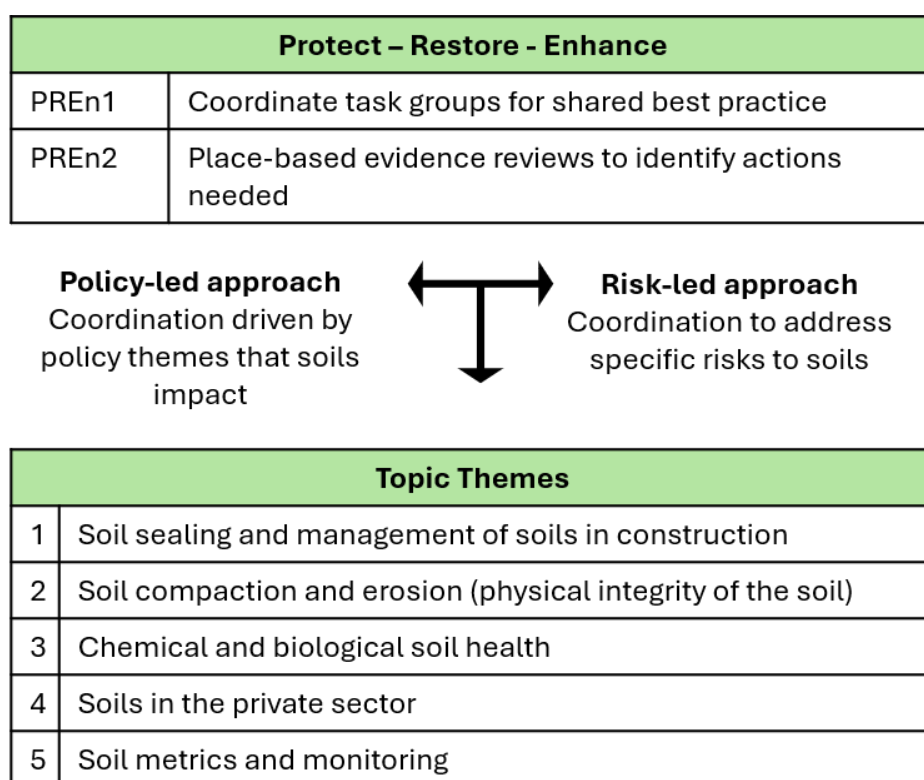 Protect – Restore - Enhance
PREn1 Coordinate task groups for shared best practice
PREn2 Place-based evidence reviews to identify actions
needed
Policy-led approach
Coordination driven by
policy themes that soils
impact
Risk-led approach
Coordination to address
specific risks to soils
Topic Themes
1 Soil sealing and management of soils in construction
2 Soil compaction and erosion (physical integrity of the soil)
3 Chemical and biological soil health
4 Soils in the private sector
5 Soil metrics and monitoring